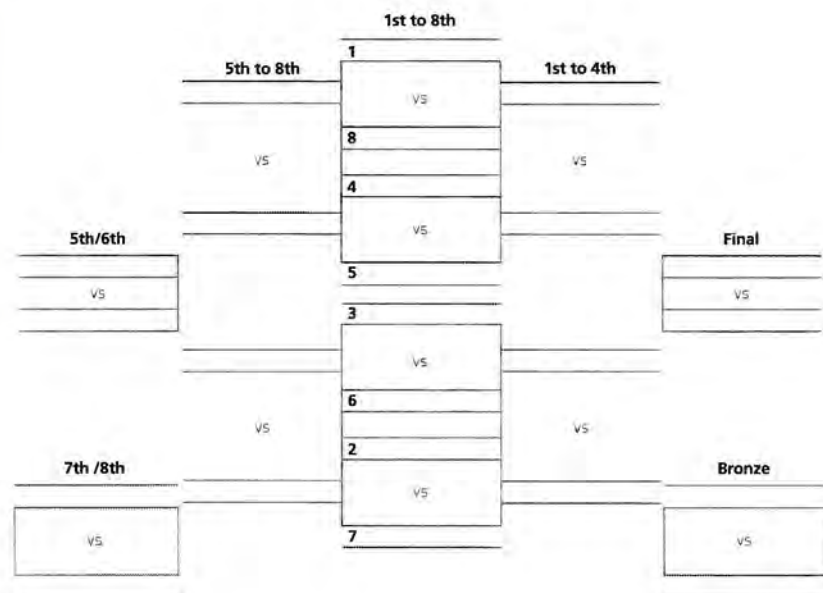 1st to 8th
5th to 8th
1
1st to 4th
VS
8
VS
VS
4
5th/6th
VS
Final
5
VS
VS
3
VS
6
VS
VS
2
7th /8th
Bronze
VS
7
VS
VS